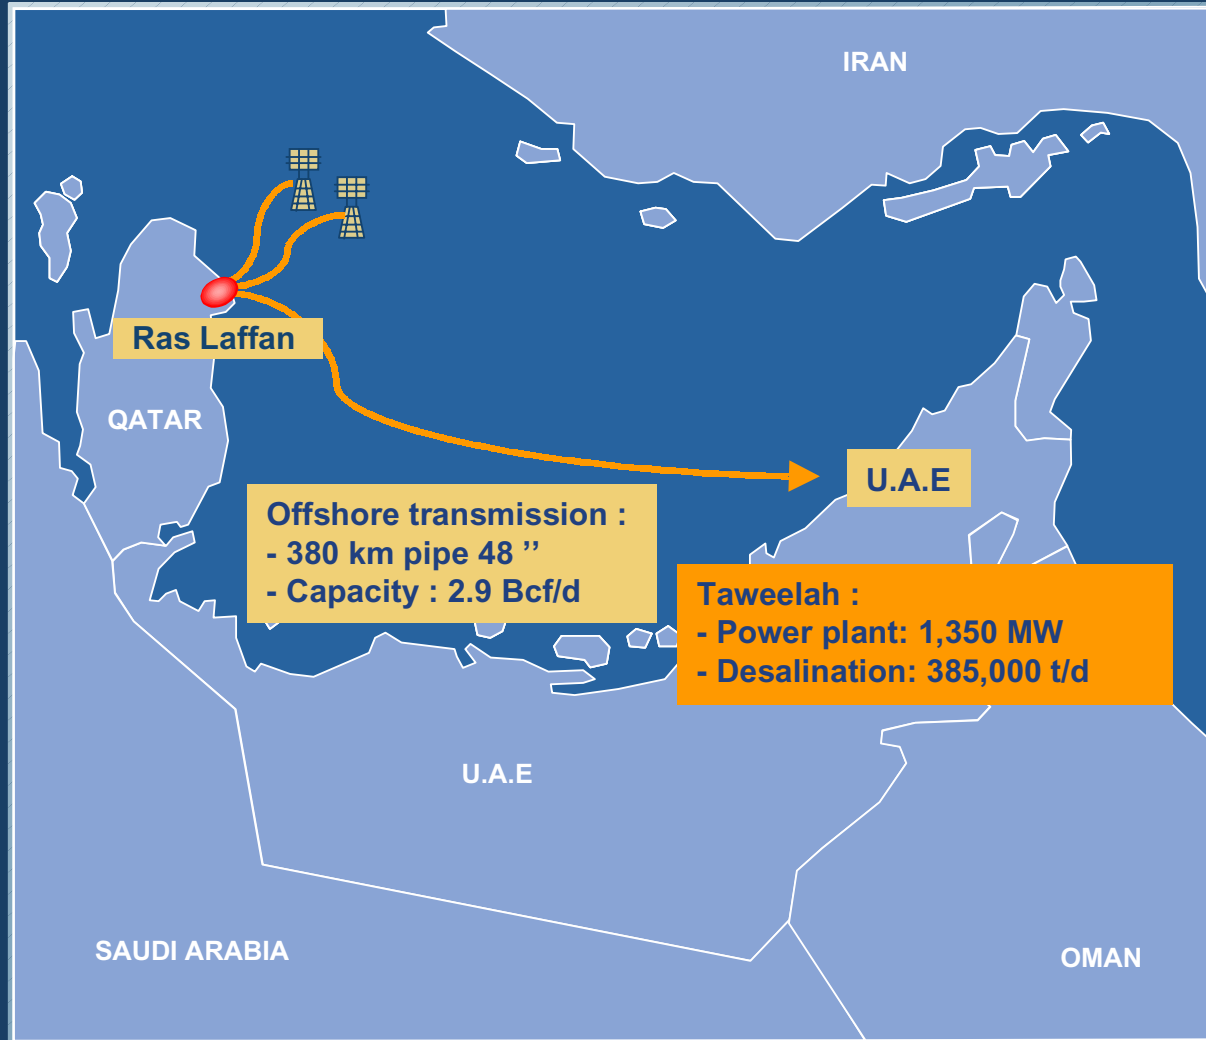 IRAN
Ras Laffan
QATAR
U.A.E
Offshore transmission :
- 380 km pipe 48 ’’
- Capacity : 2.9 Bcf/d
Taweelah :
- Power plant: 1,350 MW
- Desalination: 385,000 t/d
U.A.E
SAUDI ARABIA
OMAN